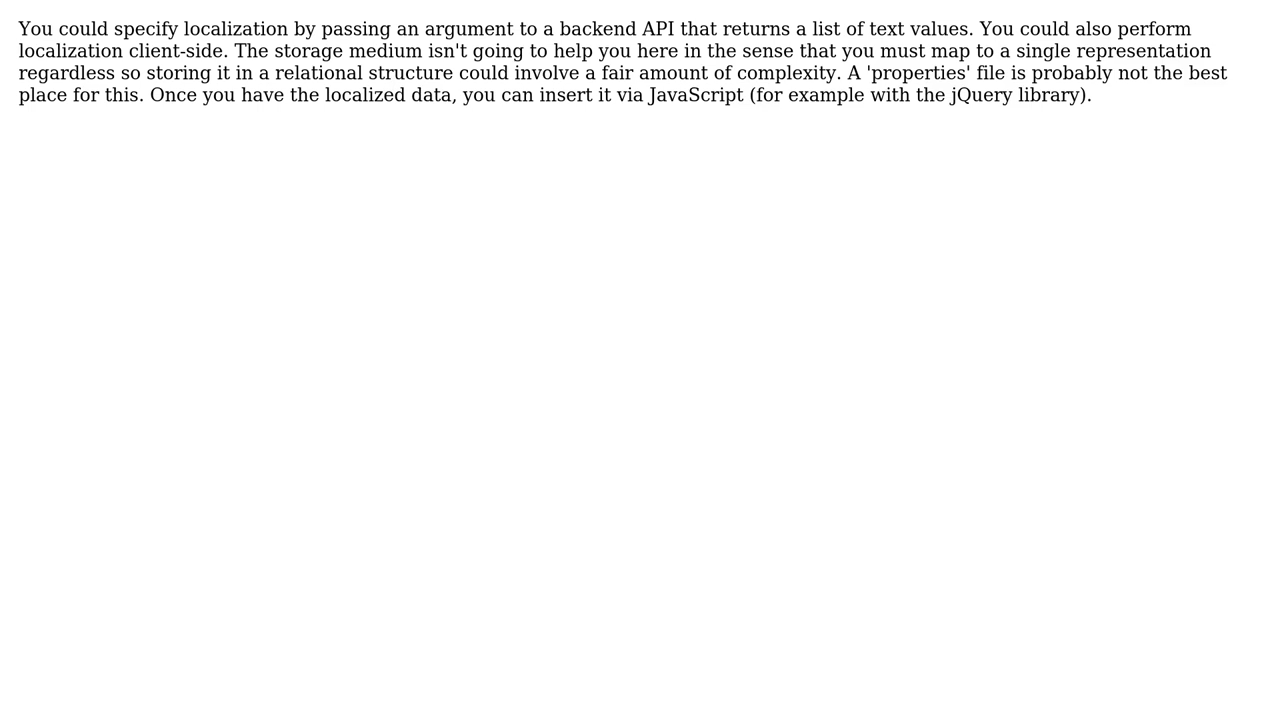 You could specify localization by passing an argument to a backend API that returns a list of text values. You could also perform
localization client-side. The storage medium isn't going to help you here in the sense that you must map to a single representation
regardless so storing it in a relational structure could involve a fair amount of complexity. A 'properties' file is probably not the best
place for this. Once you have the localized data, you can insert it via JavaScript (for example with the jQuery library).